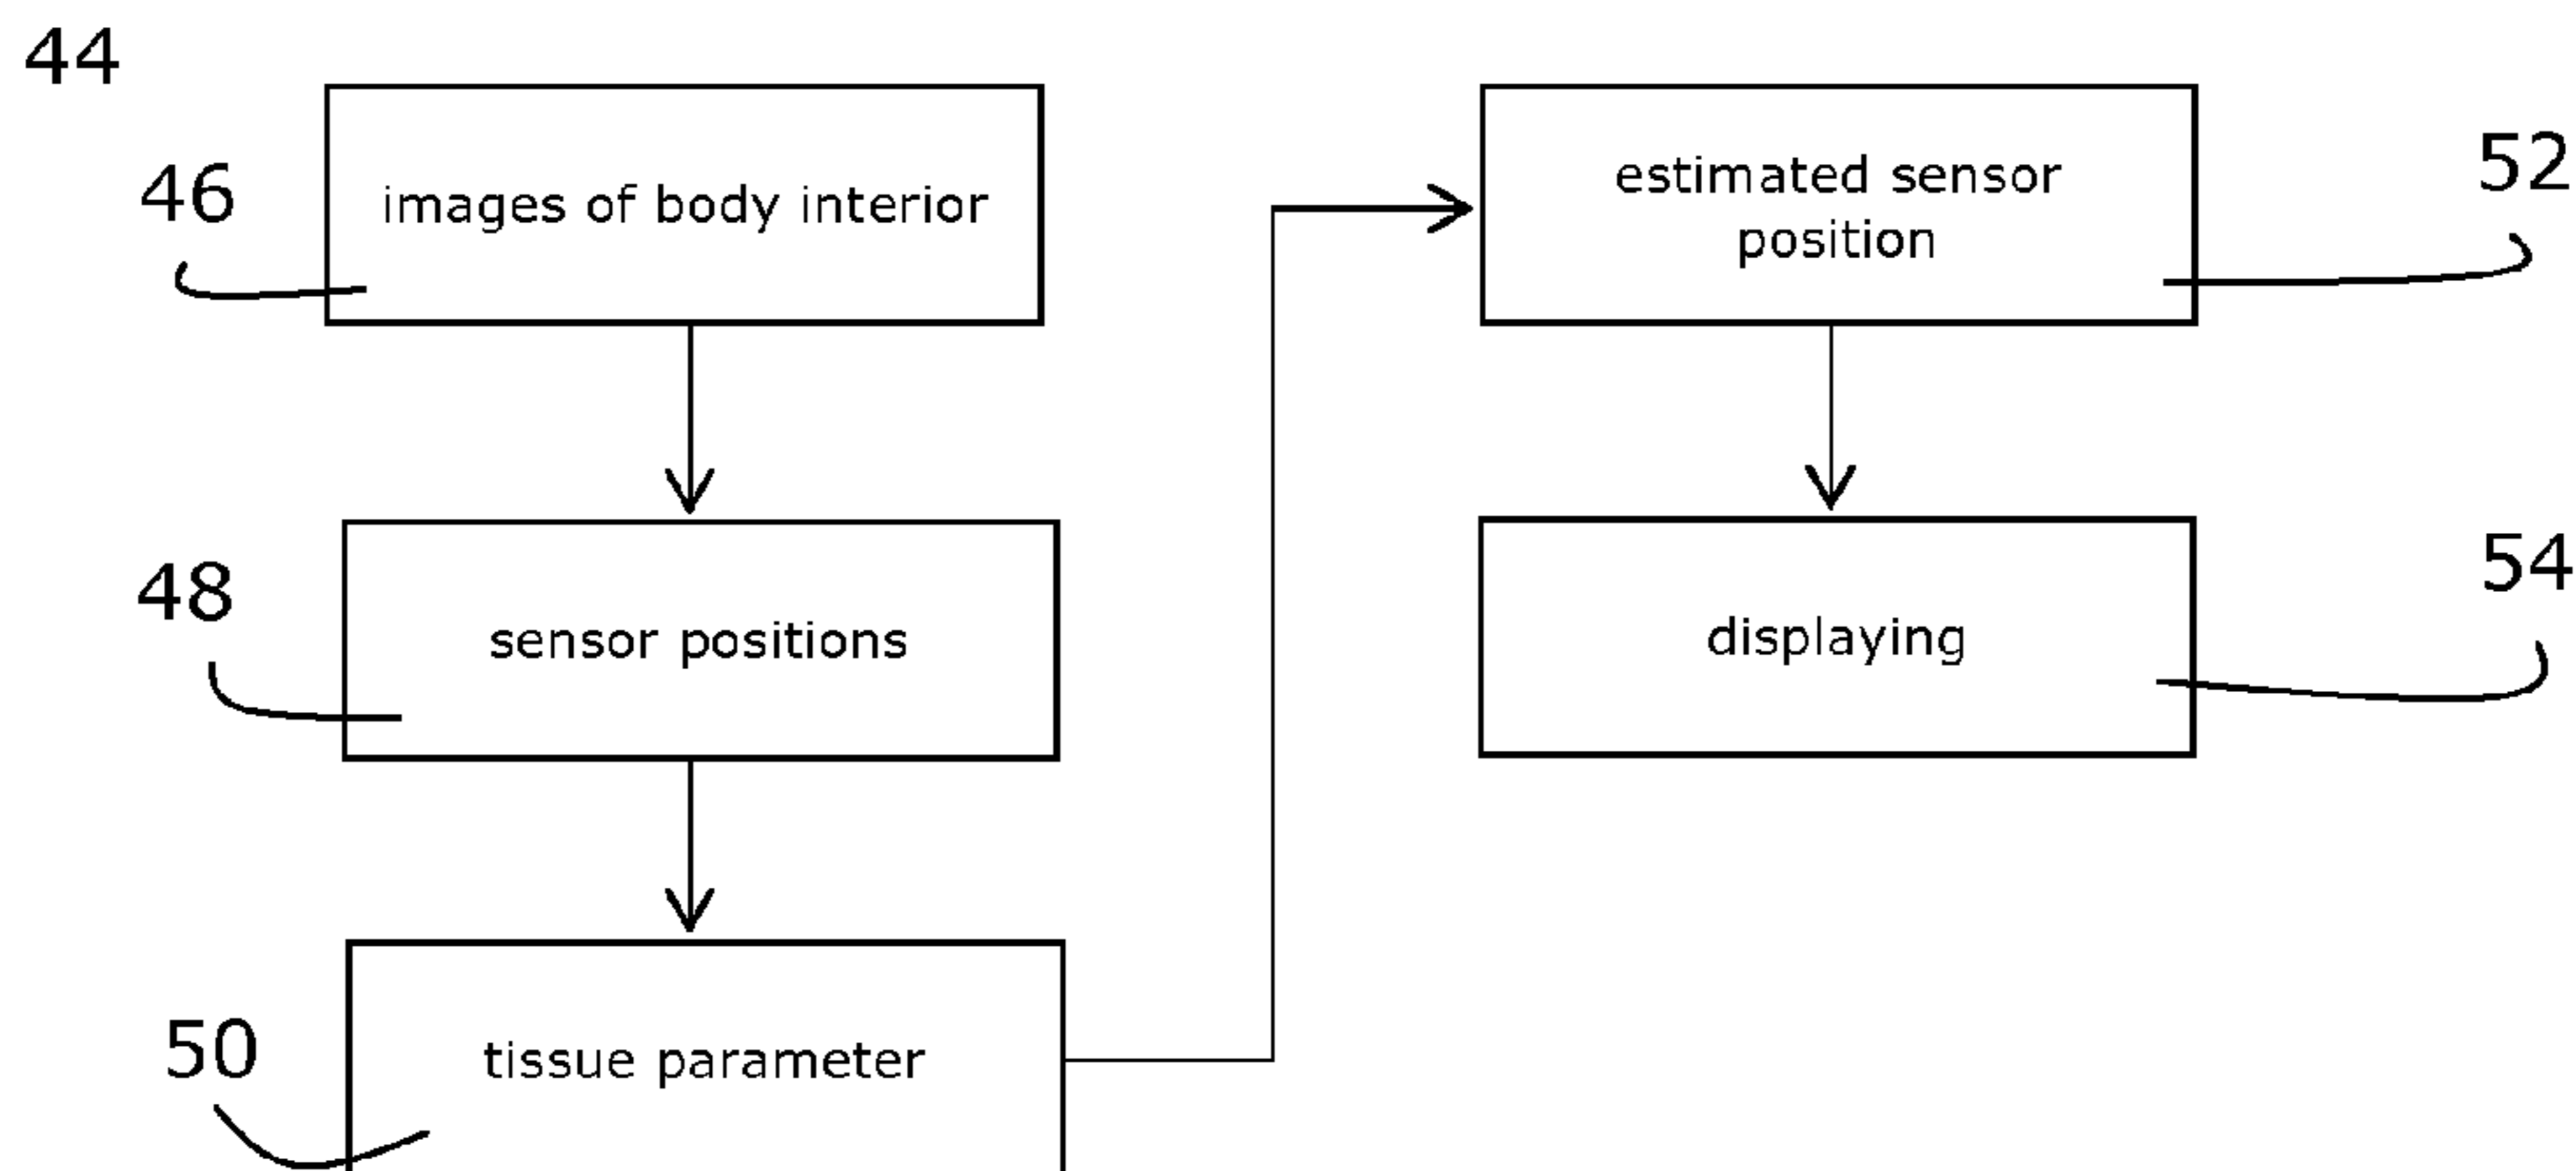 44
46
images of body interior
48
sensor positions
50
tissue parameter
estimated sensor
position
52
displaying
54